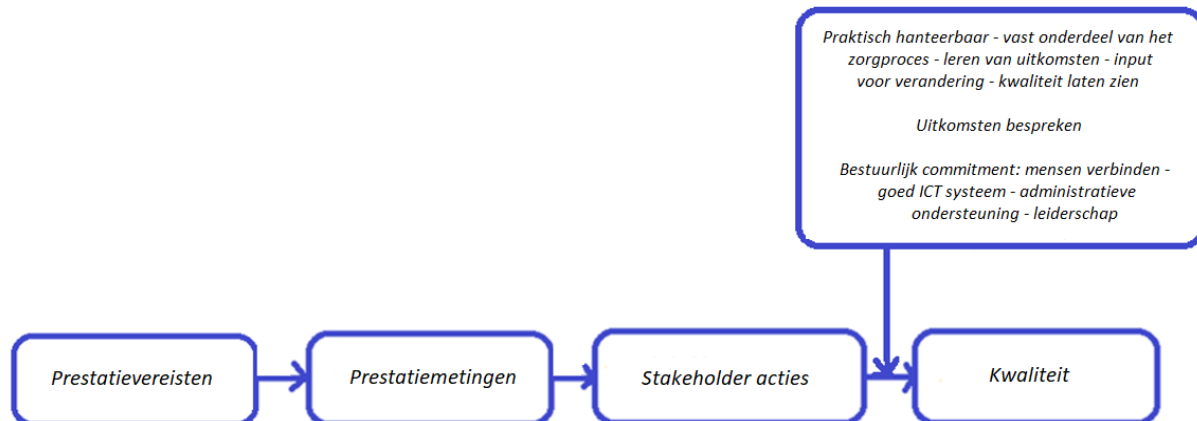 Praktisch hanteerbaar - vast onderdeel van het
zorgproces - leren van uitkomsten - input
voor verandering - kwaliteit laten zien
Uitkomsten bespreken
Bestuurlijk commitment: mensen verbinden -
goed ICT systeem - administratieve
ondersteuning - leiderschap
Prestatievereisten
Prestatiemetingen
Stakeholder acties
Kwaliteit